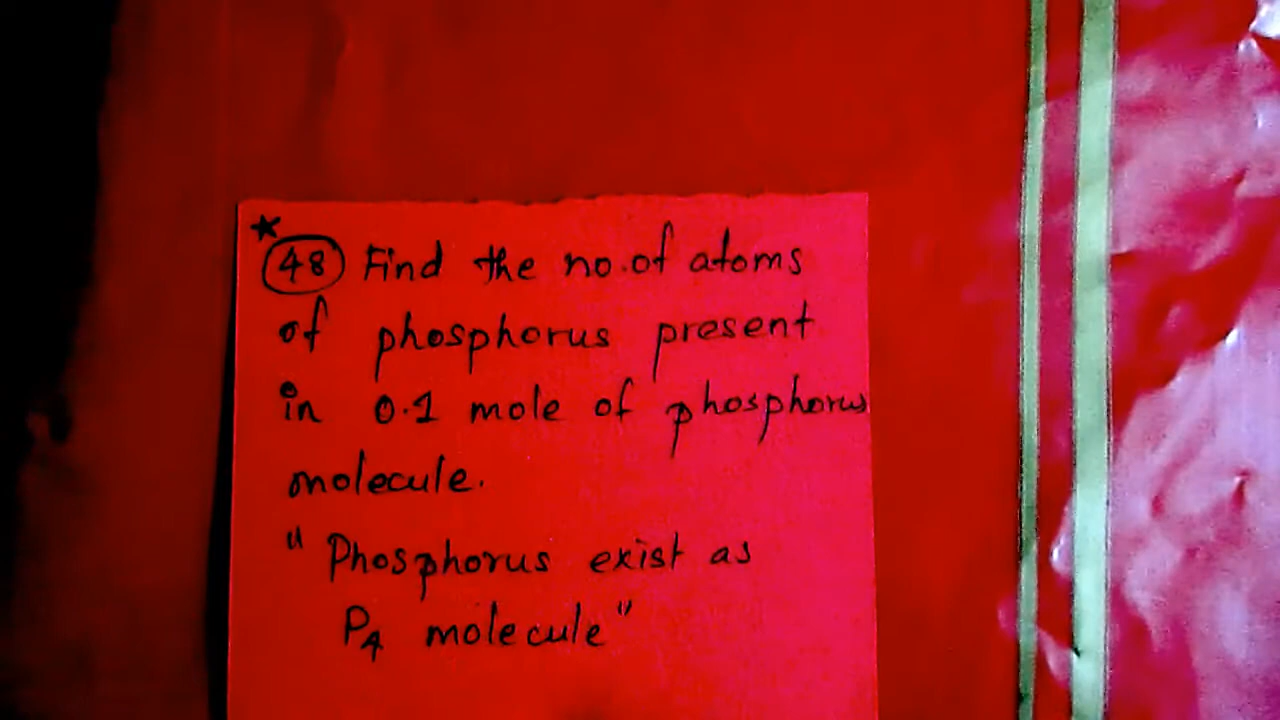 ★
48 Find the no. of atoms
of phosphorus present
in 0.1 mole of phosphorus
molecule.
" Phosphorus exist as
P₄ molecule "